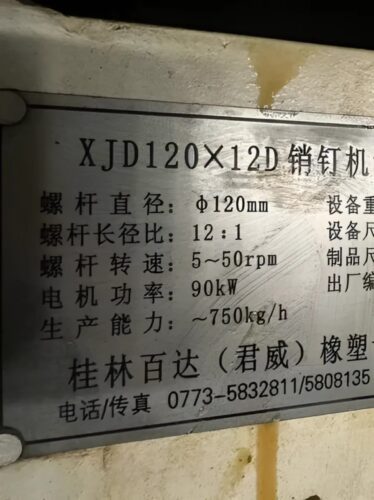 XJD120×12D 销钉机
螺杆直径：Φ120mm 设备重
螺杆长径比：12:1 设备尺
螺杆转速：5~50rpm 制品尺
电机功率：90kW 出厂编
生产能力：~750kg/h
桂林百达（君威）橡塑
电话/传真 0773-5832811/5808135